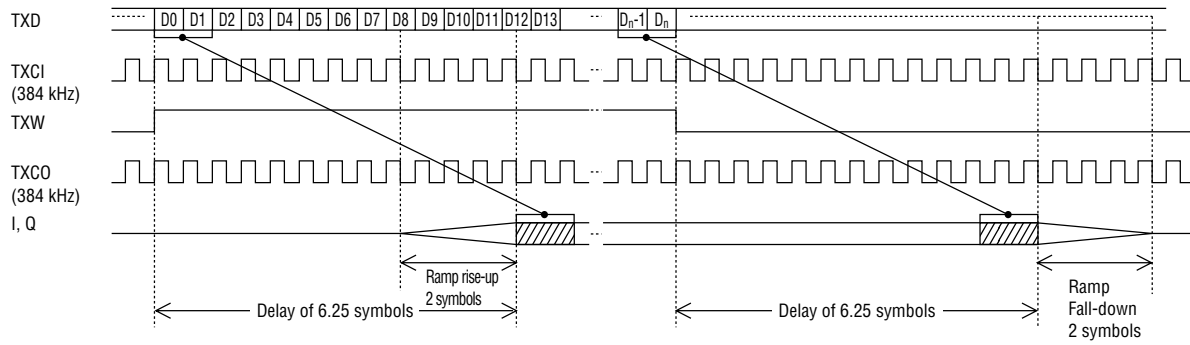 TXD D0 D1 D2 D3 D4 D5 D6 D7 D8 D9 D10 D11 D12 D13 Dn-1 Dn
TXCI
(384 kHz)
TXW
TXCO
(384 kHz)
I, Q
Ramp rise-up
2 symbols
Delay of 6.25 symbols
Delay of 6.25 symbols
Ramp
Fall-down
2 symbols